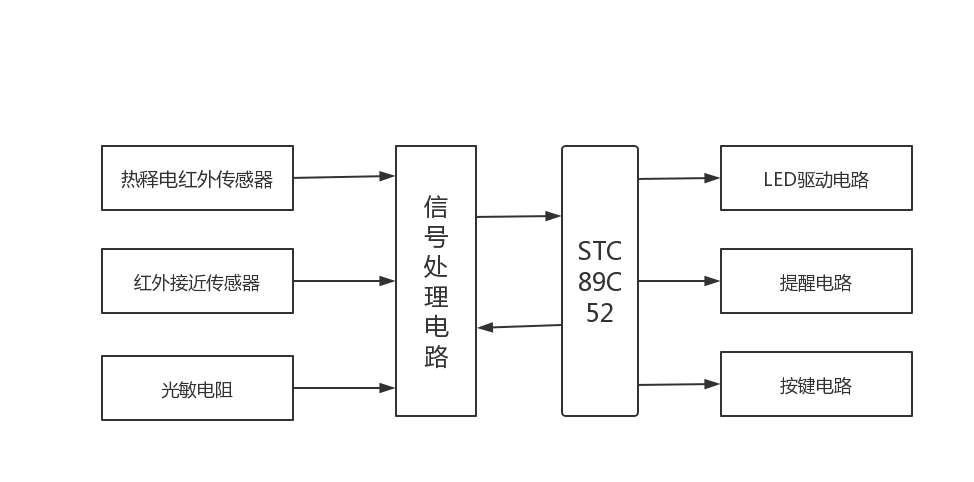 热释电红外传感器
红外接近传感器
光敏电阻
信
号
处
理
电
路
STC
89C
52
LED驱动电路
提醒电路
按键电路